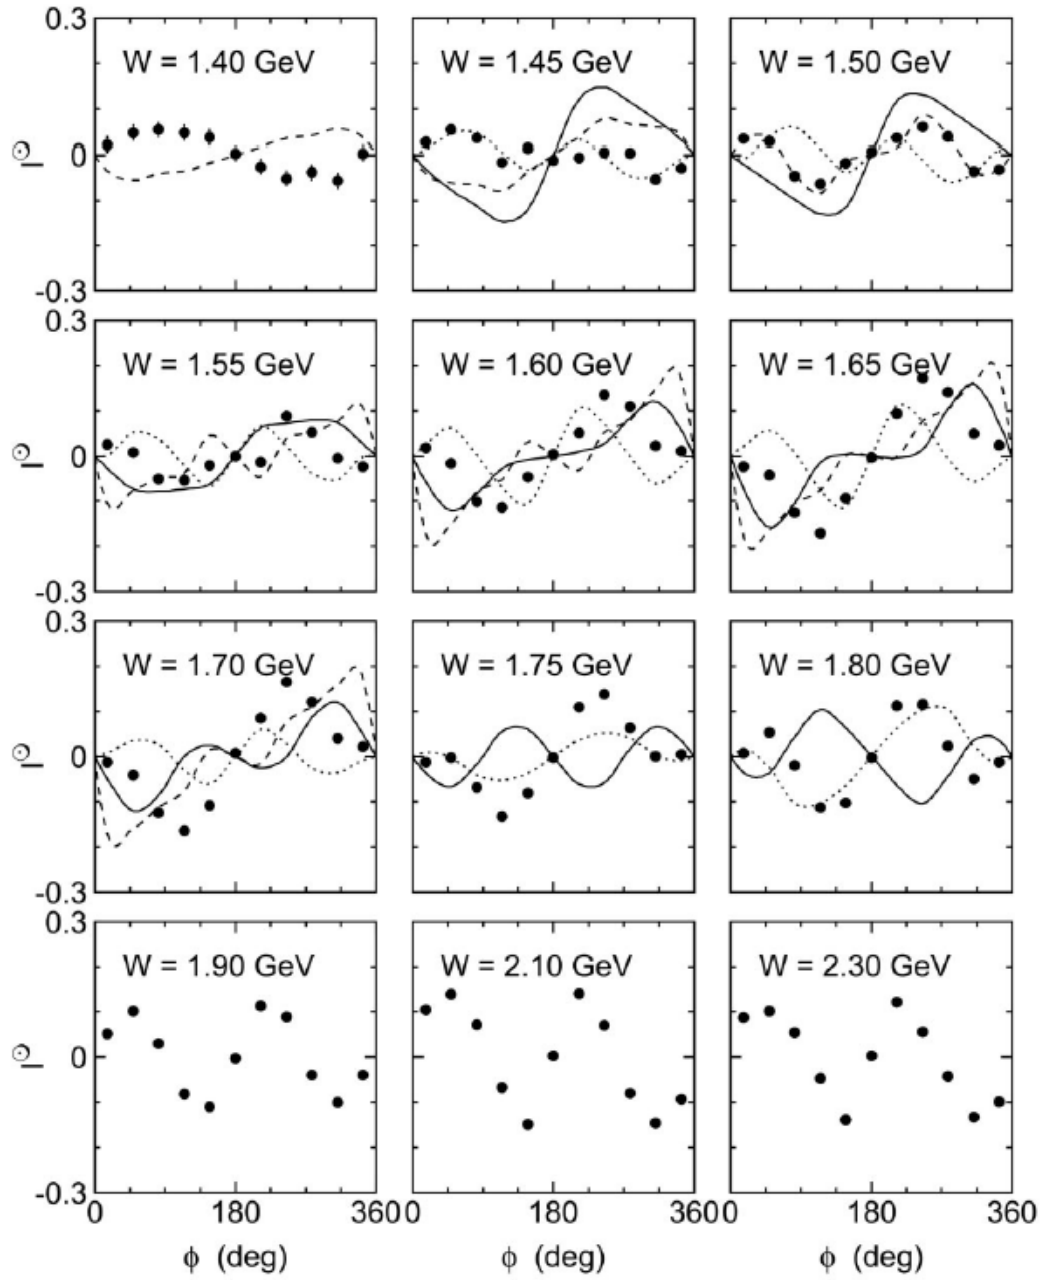 0.3
W = 1.40 GeV W = 1.45 GeV W = 1.50 GeV
I⊙ 0
-0.3
0.3
W = 1.55 GeV W = 1.60 GeV W = 1.65 GeV
I⊙ 0
-0.3
0.3
W = 1.70 GeV W = 1.75 GeV W = 1.80 GeV
I⊙ 0
-0.3
0.3
W = 1.90 GeV W = 2.10 GeV W = 2.30 GeV
I⊙ 0
-0.3
0 180 360 0 180 360 0 180 360
ϕ (deg) ϕ (deg) ϕ (deg)